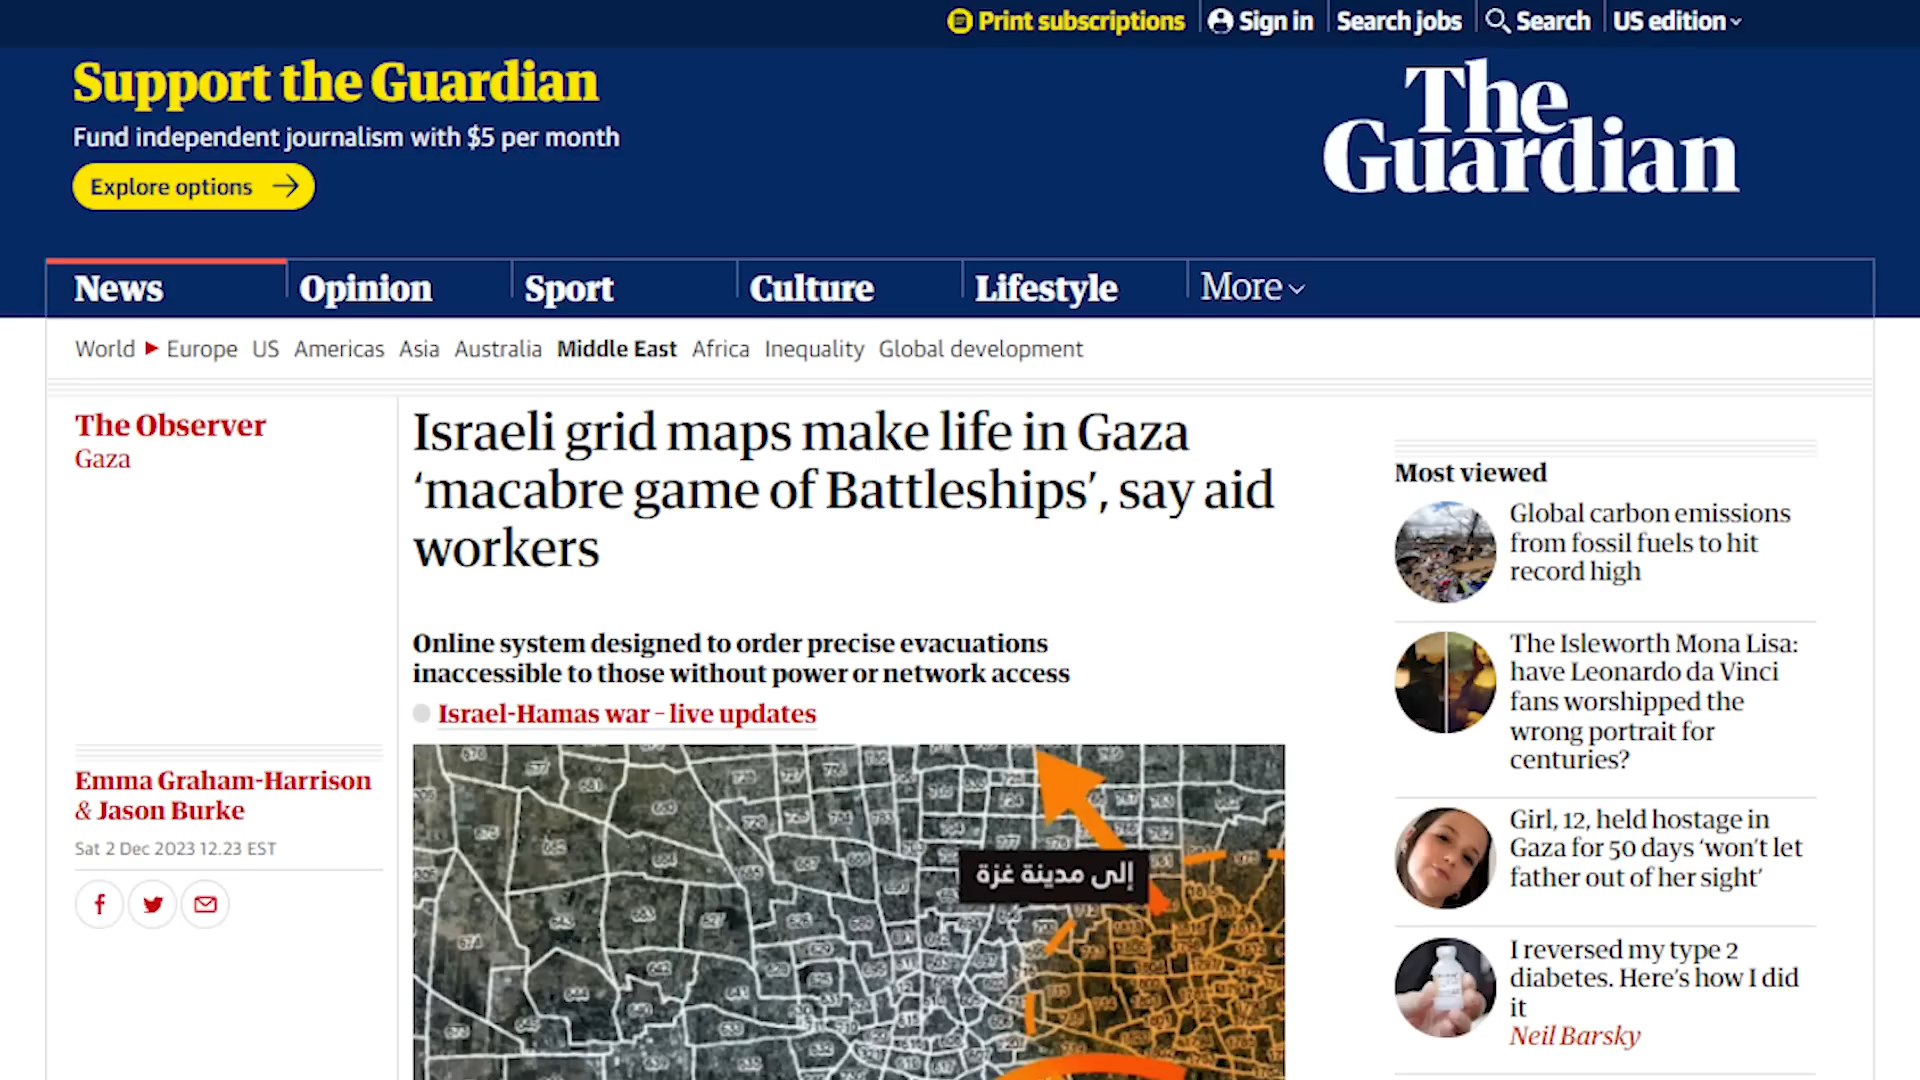 Print subscriptions
Sign in
Search jobs
Search
US edition
Support the Guardian
Fund independent journalism with $5 per month
Explore options
The
Guardian
News
Opinion
Sport
Culture
Lifestyle
More
World
Europe
US
Americas
Asia
Australia
Middle East
Africa
Inequality
Global development
The Observer
Gaza
Israeli grid maps make life in Gaza
‘macabre game of Battleships’, say aid
workers
Online system designed to order precise evacuations
inaccessible to those without power or network access
Israel-Hamas war – live updates
Emma Graham-Harrison
& Jason Burke
Sat 2 Dec 2023 12.23 EST
إلى مدينة غزة
Most viewed
Global carbon emissions
from fossil fuels to hit
record high
The Isleworth Mona Lisa:
have Leonardo da Vinci
fans worshipped the
wrong portrait for
centuries?
Girl, 12, held hostage in
Gaza for 50 days ‘won’t let
father out of her sight’
I reversed my type 2
diabetes. Here’s how I did
it
Neil Barsky